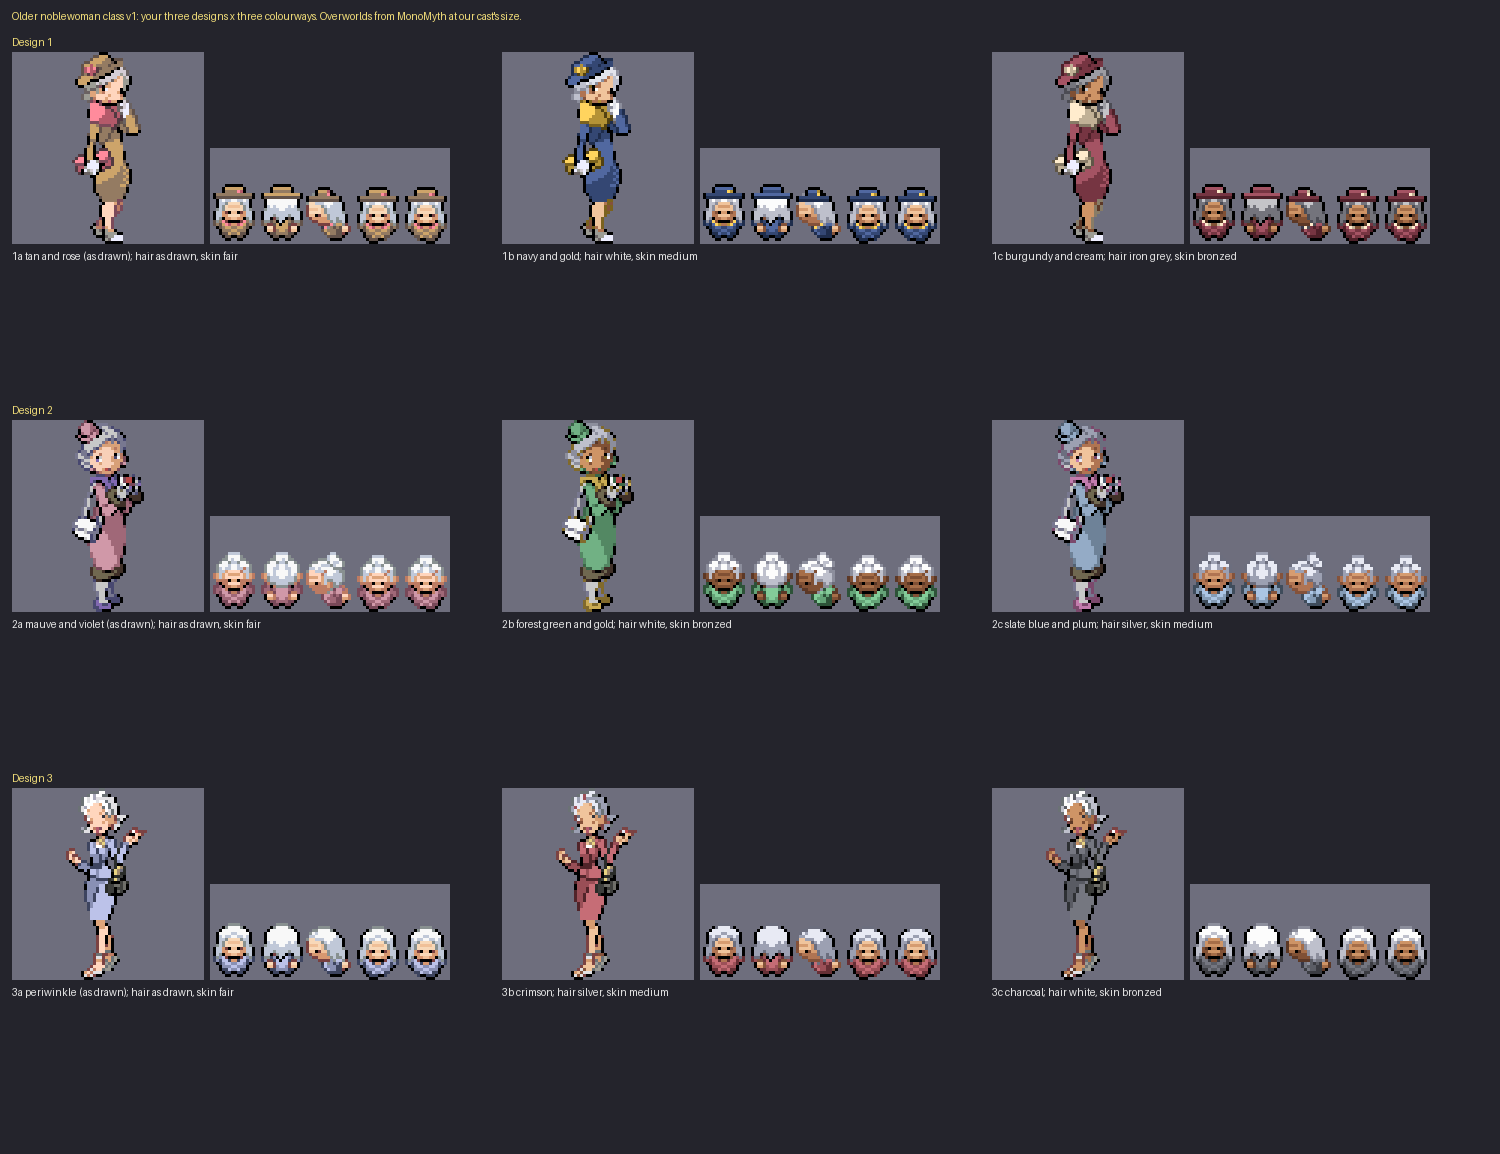 Older noblewoman class v1: your three designs x three colourways. Overworlds from MonoMyth at our cast's size.
Design 1
1a tan and rose (as drawn); hair as drawn, skin fair
1b navy and gold; hair white, skin medium
1c burgundy and cream; hair iron grey, skin bronzed
Design 2
2a mauve and violet (as drawn); hair as drawn, skin fair
2b forest green and gold; hair white, skin bronzed
2c slate blue and plum; hair silver, skin medium
Design 3
3a periwinkle (as drawn); hair as drawn, skin fair
3b crimson; hair silver, skin medium
3c charcoal; hair white, skin bronzed